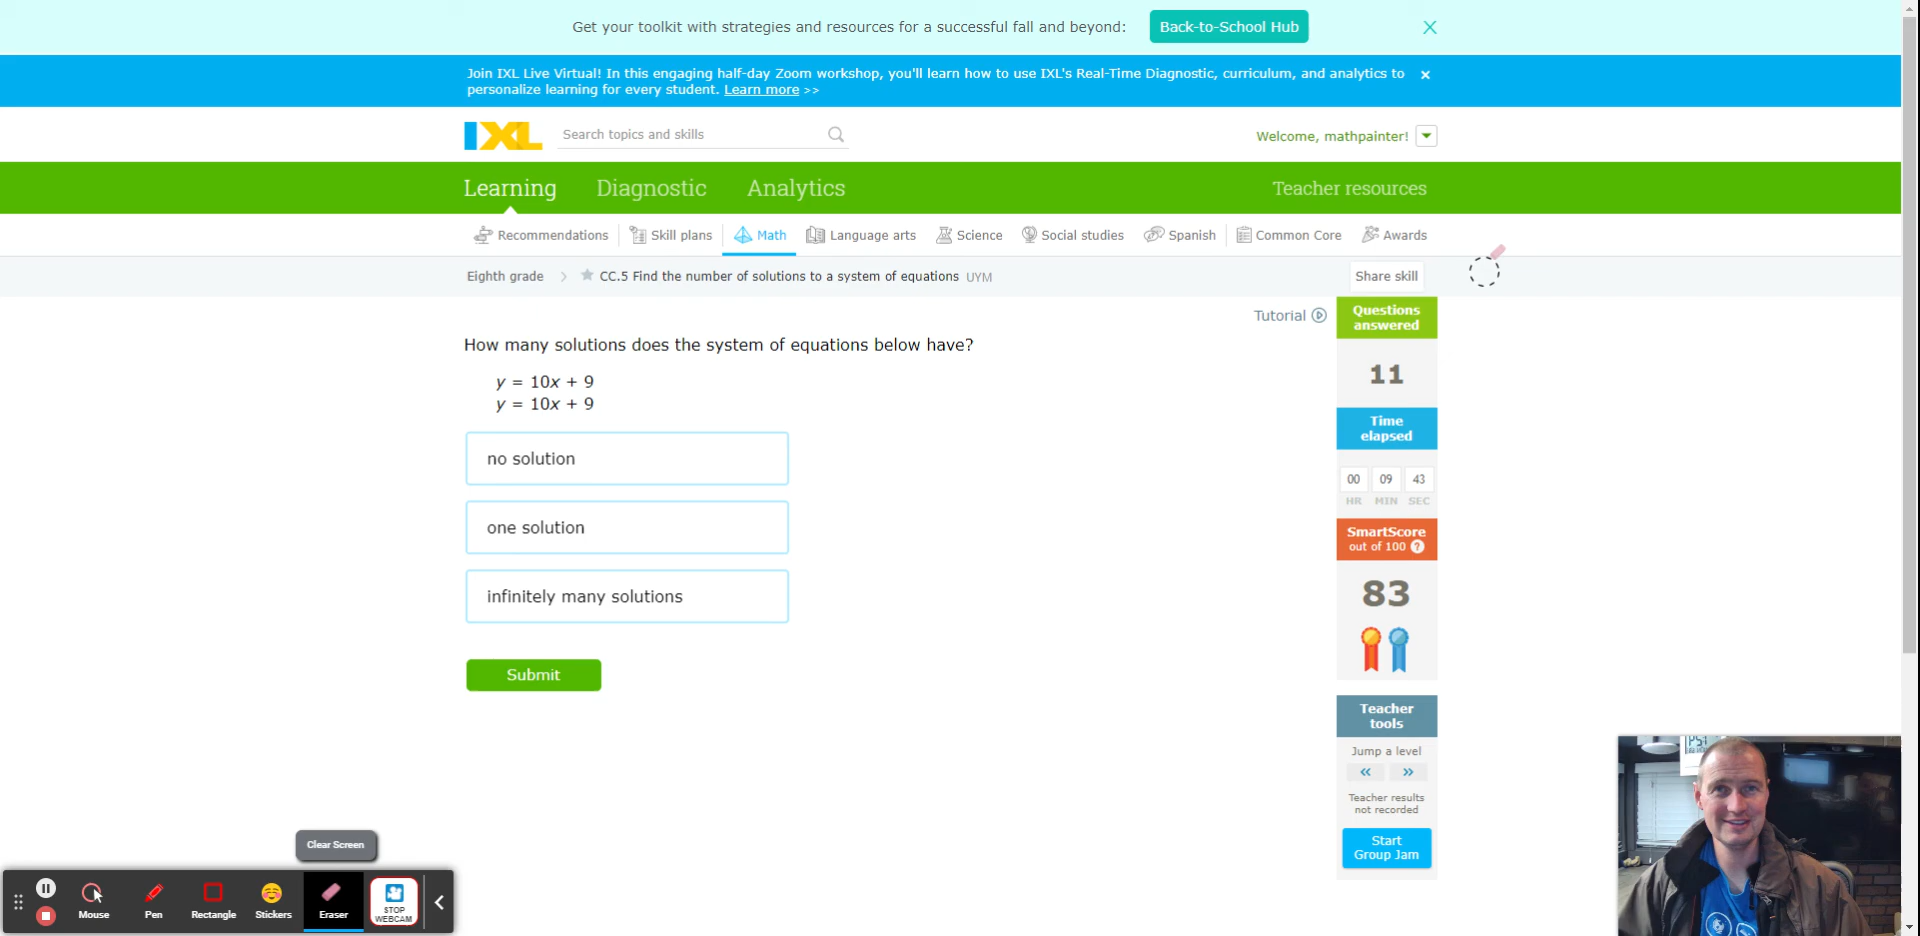 Get your toolkit with strategies and resources for a successful fall and beyond: Back-to-School Hub
Join IXL Live Virtual! In this engaging half-day Zoom workshop, you'll learn how to use IXL's Real-Time Diagnostic, curriculum, and analytics to
personalize learning for every student. Learn more >>
IXL Search topics and skills Welcome, mathpainter!
Learning Diagnostic Analytics Teacher resources
Recommendations Skill plans Math Language arts Science Social studies Spanish Common Core Awards
Eighth grade > CC.5 Find the number of solutions to a system of equations UYM Share skill
Tutorial
Questions
answered
11
Time
elapsed
00 09 43
HR MIN SEC
SmartScore
out of 100 ?
83
How many solutions does the system of equations below have?
y = 10x + 9
y = 10x + 9
no solution
one solution
infinitely many solutions
Submit
Teacher
tools
Jump a level
« »
Teacher results
not recorded
Start
Group Jam
Clear Screen
Mouse Pen Rectangle Stickers Eraser STOP
WEBCAM